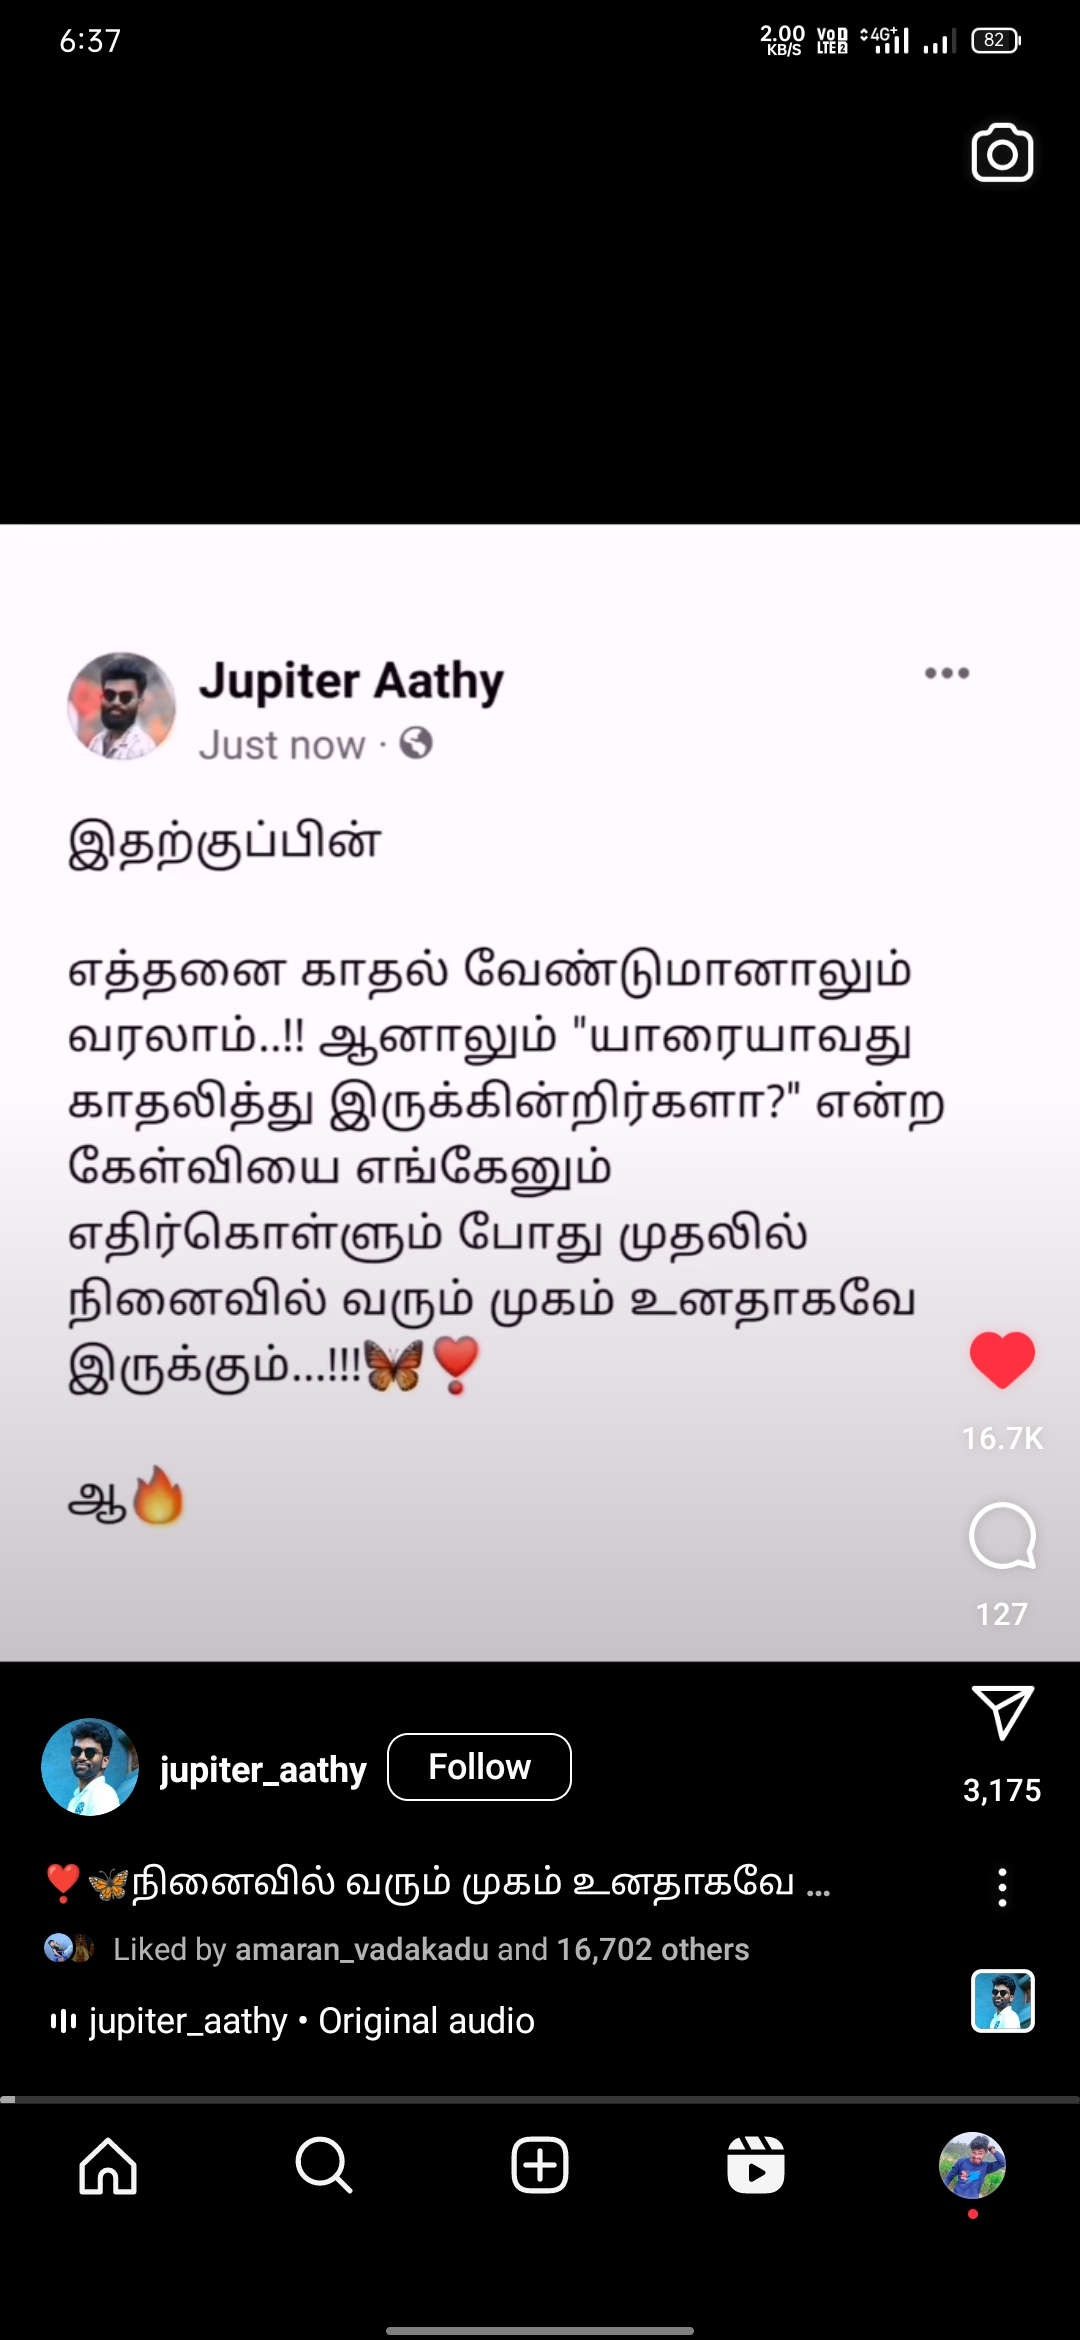 6:37
2.00 KB/S VoD LTE2 4G+ 82
Jupiter Aathy
Just now ·
இதற்குப்பின்
எத்தனை காதல் வேண்டுமானாலும்
வரலாம்..!! ஆனாலும் "யாரையாவது
காதலித்து இருக்கின்றிர்களா?" என்ற
கேள்வியை எங்கேனும்
எதிர்கொள்ளும் போது முதலில்
நினைவில் வரும் முகம் உனதாகவே
இருக்கும்...!!!🦋❣️
ஆ🔥
16.7K
127
jupiter_aathy Follow
3,175
❣️🦋நினைவில் வரும் முகம் உனதாகவே ...
Liked by amaran_vadakadu and 16,702 others
jupiter_aathy • Original audio